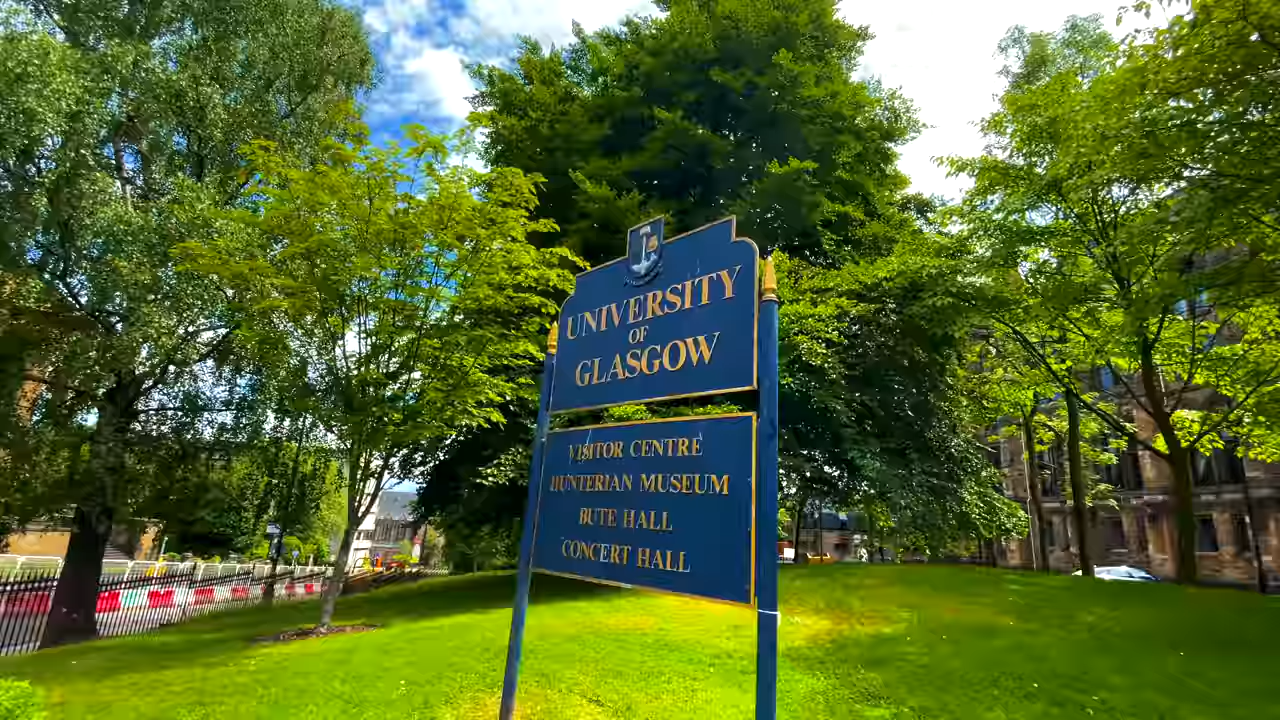 UNIVERSITY
OF
GLASGOW
VISITOR CENTRE
HUNTERIAN MUSEUM
BUTE HALL
CONCERT HALL